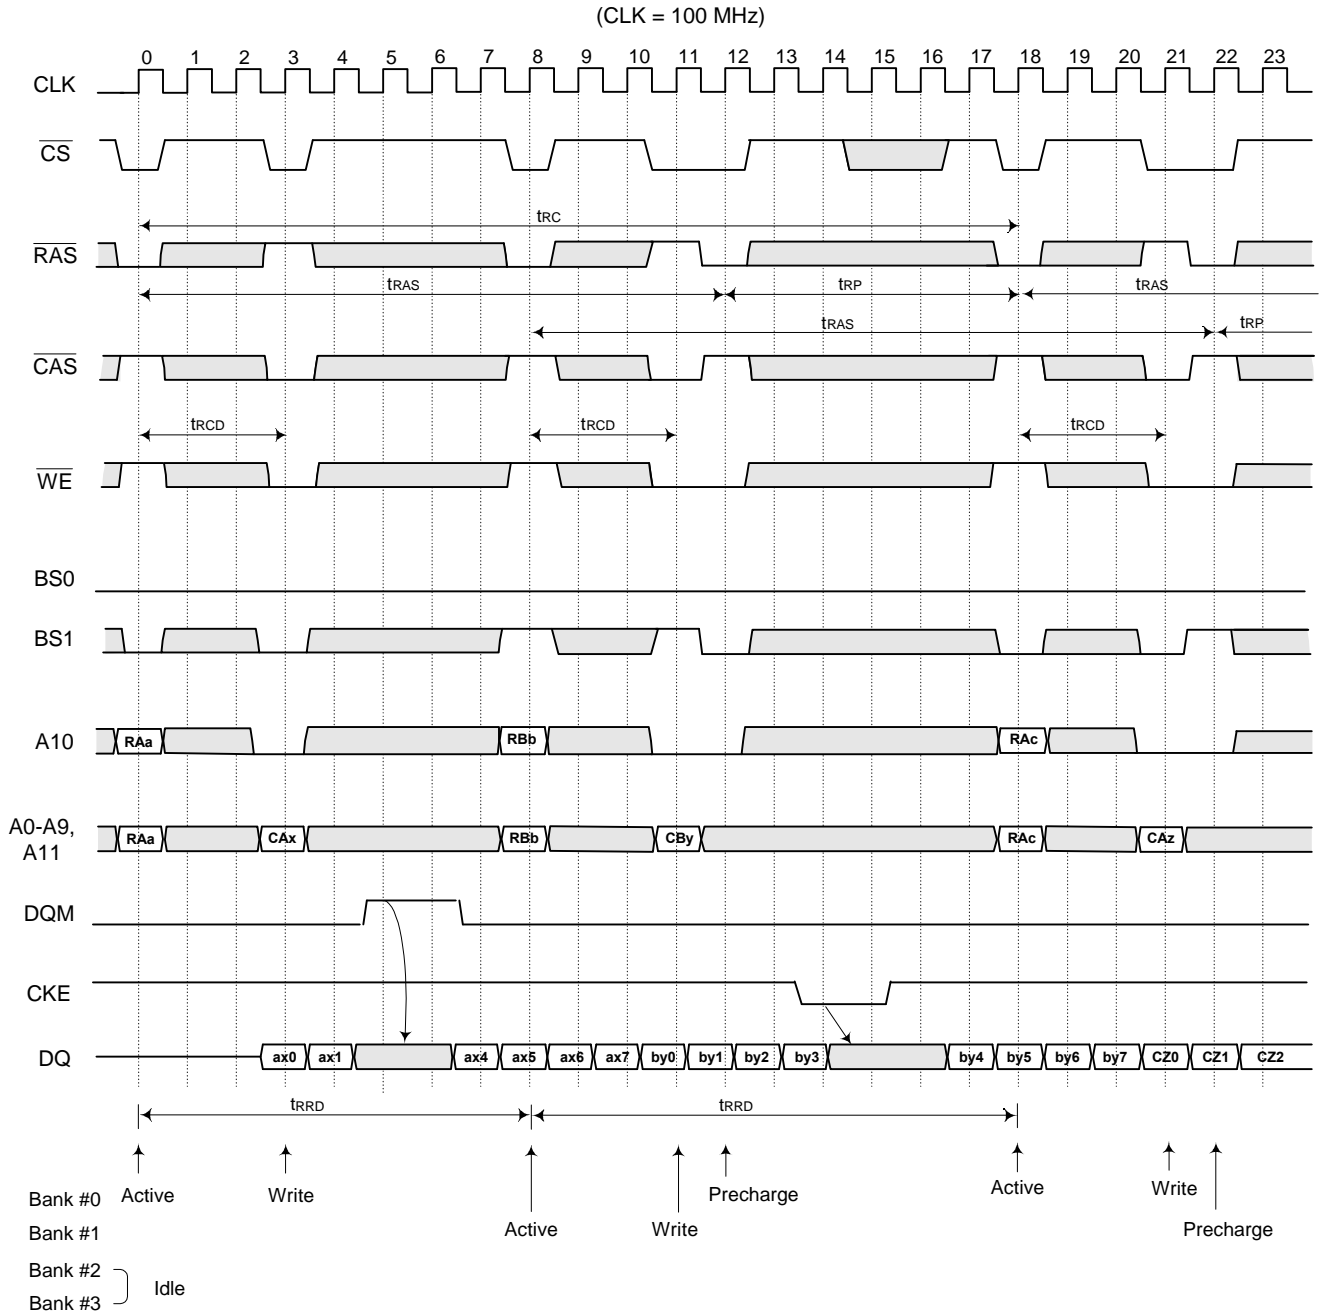 (CLK = 100 MHz)
0 1 2 3 4 5 6 7 8 9 10 11 12 13 14 15 16 17 18 19 20 21 22 23
CLK
CS
tRC
RAS
tRAS tRP tRAS
tRAS tRP
CAS
tRCD tRCD tRCD
WE
BS0
BS1
A10 RAa RBb RAc
A0-A9,
A11
RAa CAx RBb CBy RAc CAz
DQM
CKE
DQ ax0 ax1 ax4 ax5 ax6 ax7 by0 by1 by2 by3 by4 by5 by6 by7 CZ0 CZ1 CZ2
tRRD tRRD
Bank #0 Active Write Precharge Active Write
Bank #1 Active Write Precharge
Bank #2
Idle
Bank #3